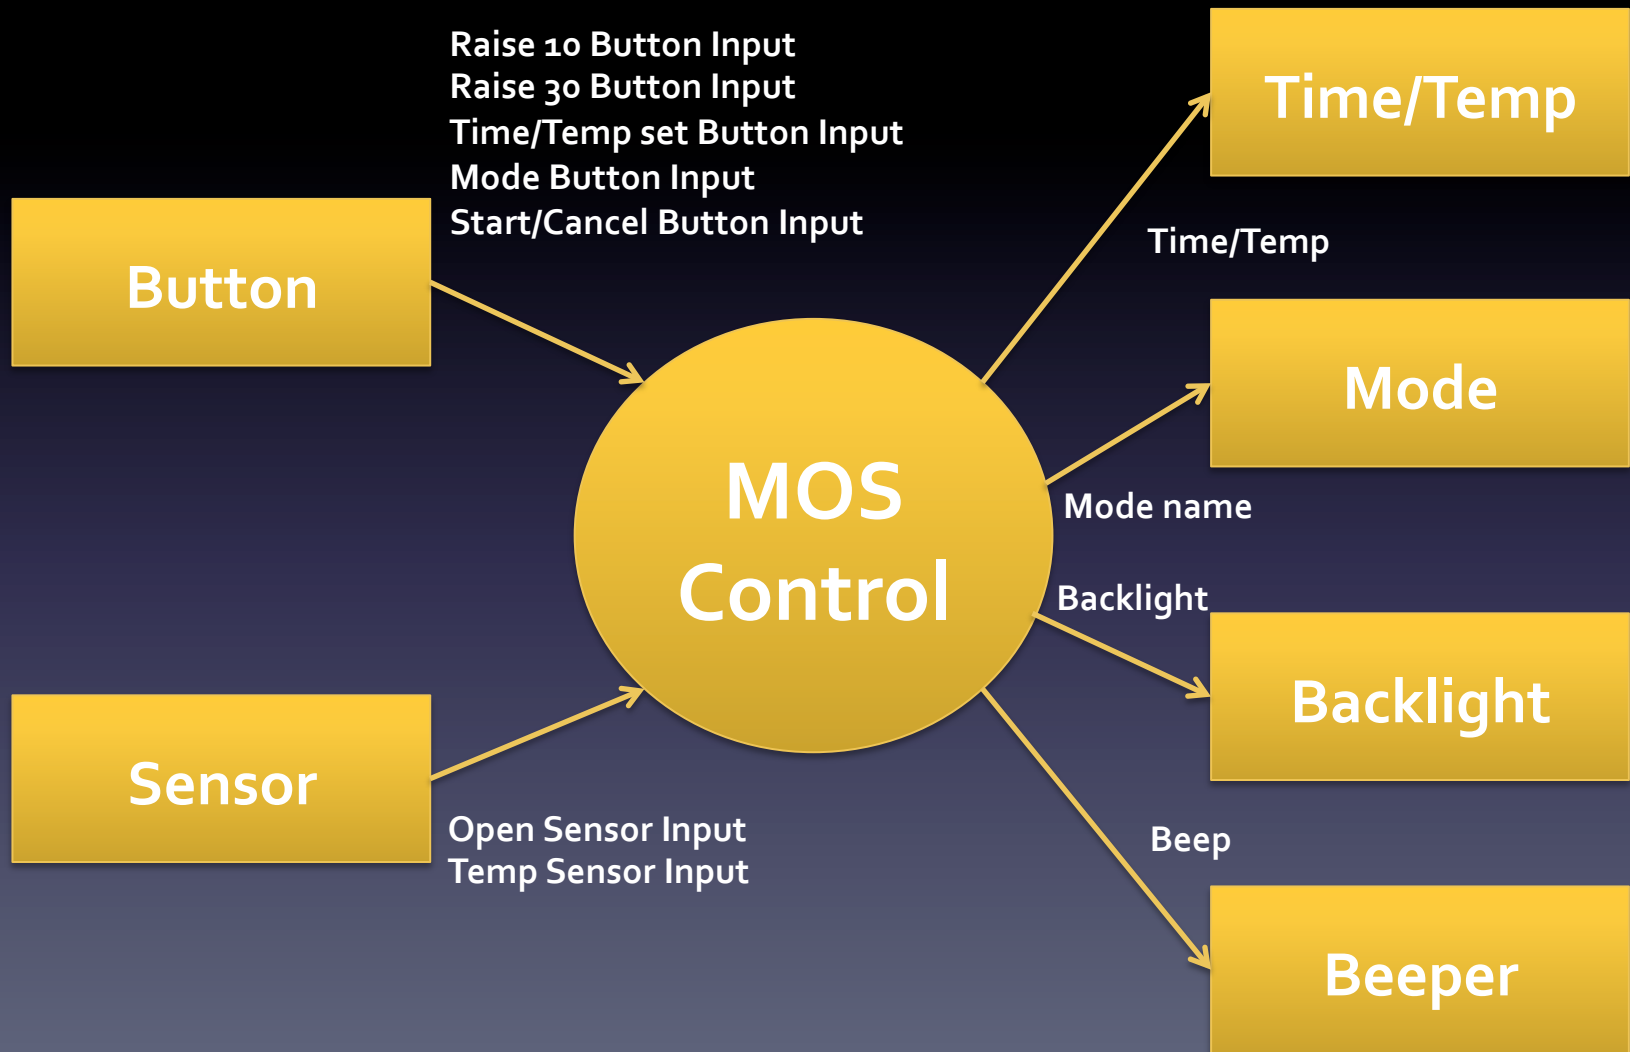 Raise 10 Button Input
Raise 30 Button Input
Time/Temp set Button Input
Mode Button Input
Start/Cancel Button Input
Button
Sensor
Open Sensor Input
Temp Sensor Input
MOS
Control
Time/Temp
Time/Temp
Mode
Mode name
Backlight
Backlight
Beep
Beeper